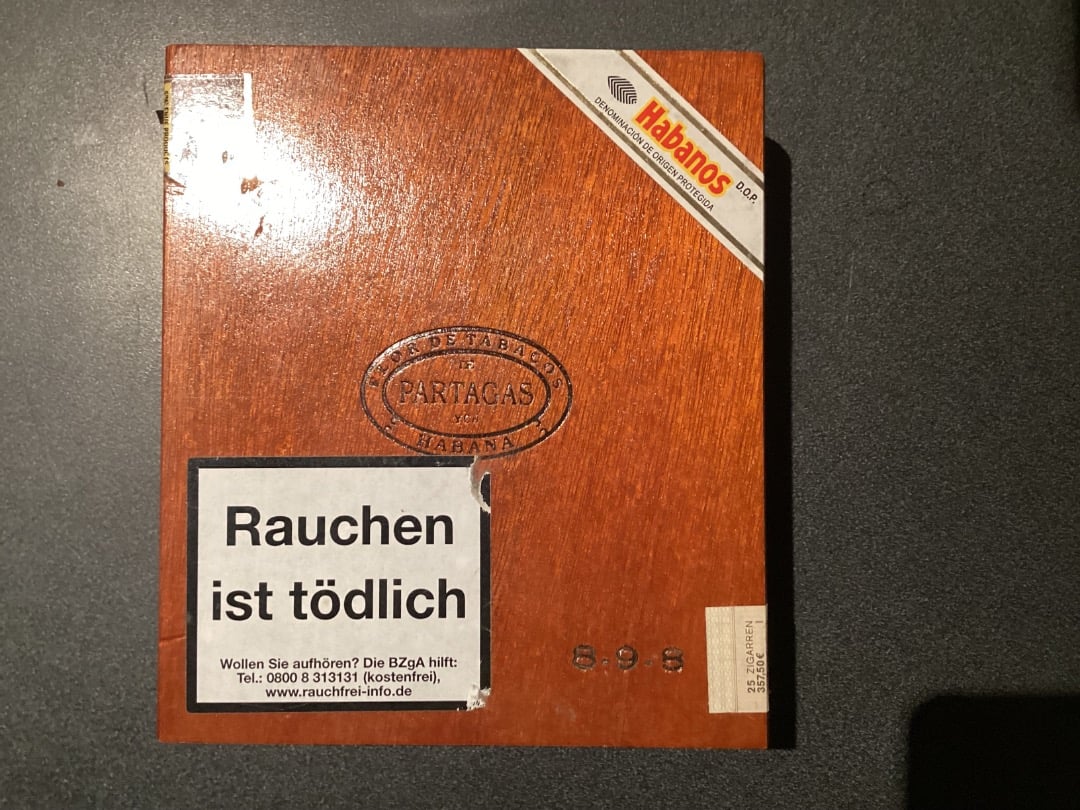 Habanos
D.O.P.
DENOMINACIÓN DE ORIGEN PROTEGIDA
FLOR DE TABACOS
DE
PARTAGAS
Y CIA
HABANA
Rauchen
ist tödlich
Wollen Sie aufhören? Die BZgA hilft:
Tel.: 0800 8 313131 (kostenfrei),
www.rauchfrei-info.de
8-9-8
25 ZIGARREN
357,50 €